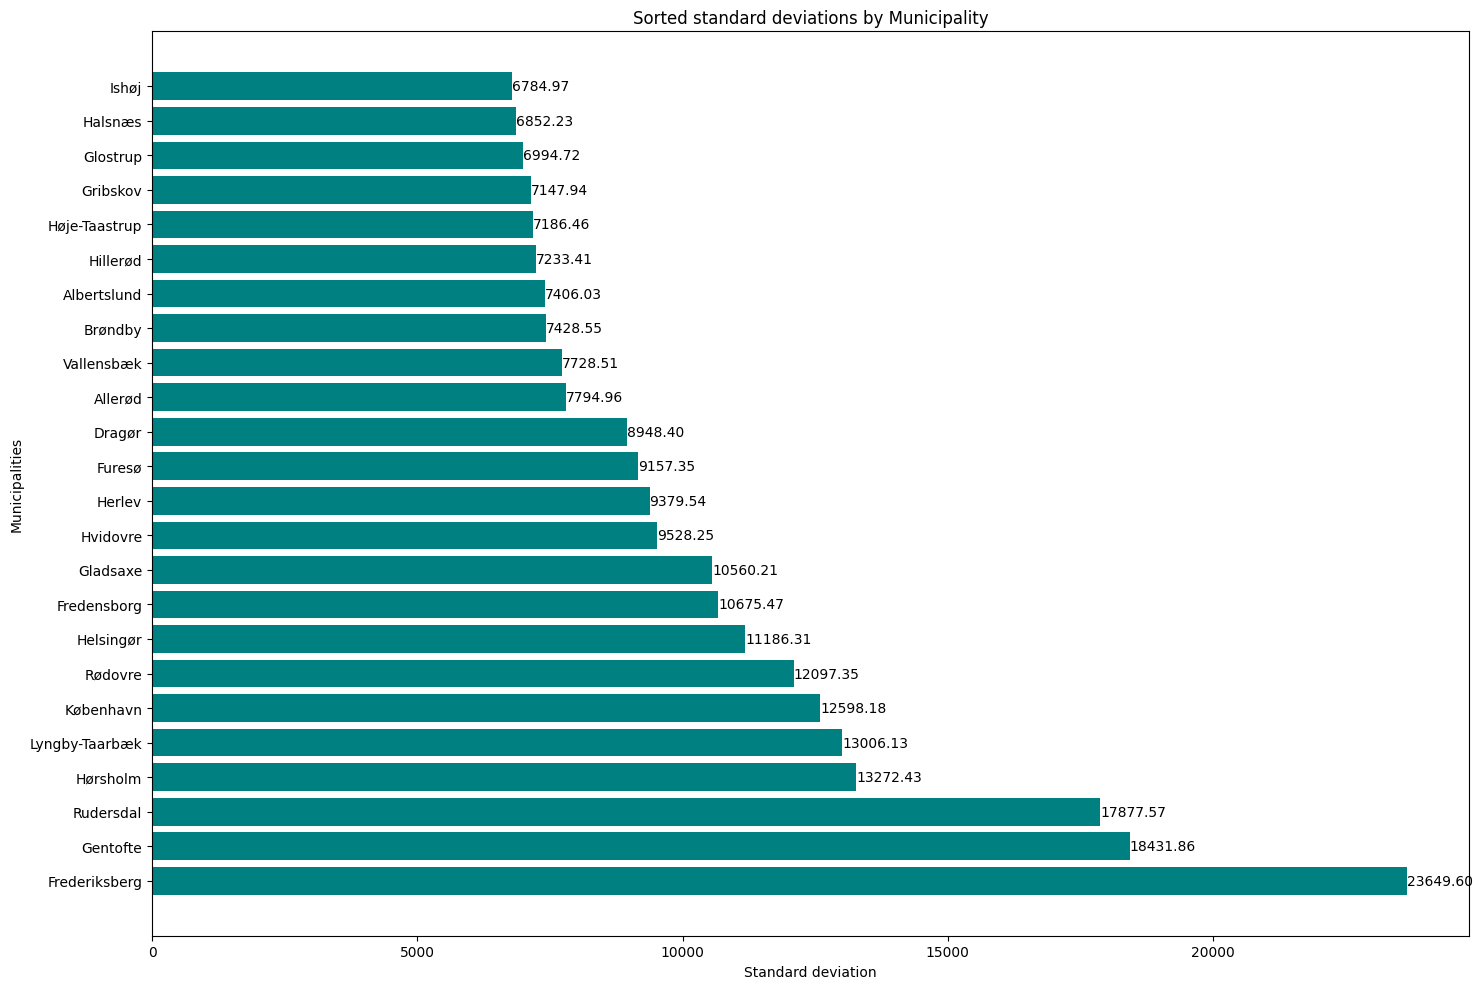 Sorted standard deviations by Municipality
Municipalities
Ishøj 6784.97
Halsnæs 6852.23
Glostrup 6994.72
Gribskov 7147.94
Høje-Taastrup 7186.46
Hillerød 7233.41
Albertslund 7406.03
Brøndby 7428.55
Vallensbæk 7728.51
Allerød 7794.96
Dragør 8948.40
Furesø 9157.35
Herlev 9379.54
Hvidovre 9528.25
Gladsaxe 10560.21
Fredensborg 10675.47
Helsingør 11186.31
Rødovre 12097.35
København 12598.18
Lyngby-Taarbæk 13006.13
Hørsholm 13272.43
Rudersdal 17877.57
Gentofte 18431.86
Frederiksberg 23649.60
0 5000 10000 15000 20000
Standard deviation